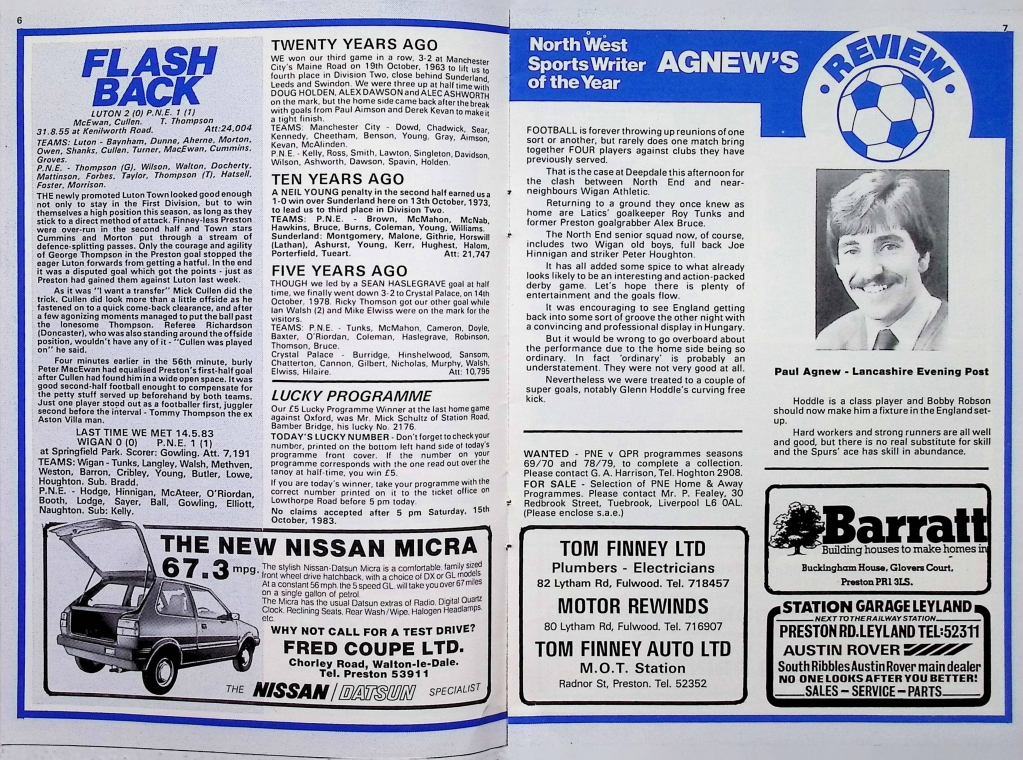 6
FLASH
BACK
LUTON 2 (0) P.N.E. 1 (1)
McEwan, Cullen. T. Thompson
31.8.55 at Kenilworth Road. Att:24,004
TEAMS: Luton - Baynham, Dunne, Aherne, Morton,
Owen, Shanks, Cullen, Turner, MacEwan, Cummins,
Groves.
P.N.E. - Thompson (G), Wilson, Walton, Docherty,
Mattinson, Forbes, Taylor, Thompson (T), Hatsell,
Foster, Morrison.
THE newly promoted Luton Town looked good enough
not only to stay in the First Division, but to win
themselves a high position this season, as long as they
stick to a direct method of attack. Finney-less Preston
were over-run in the second half and Town stars
Cummins and Morton put through a stream of
defence-splitting passes. Only the courage and agility
of George Thompson in the Preston goal stopped the
eager Luton forwards from getting a hatful. In the end
it was a disputed goal which got the points - just as
Preston had gained them against Luton last week.
As it was "I want a transfer" Mick Cullen did the
trick. Cullen did look more than a little offside as he
fastened on to a quick come-back clearance, and after
a few agonizing moments managed to put the ball past
the lonesome Thompson. Referee Richardson
(Doncaster), who was also standing around the offside
position, wouldn't have any of it - "Cullen was played
on" he said.
Four minutes earlier in the 56th minute, burly
Peter MacEwan had equalised Preston's first-half goal
after Cullen had found him in a wide open space. It was
good second-half football enought to compensate for
the petty stuff served up beforehand by both teams.
Just one player stood out as a footballer first, juggler
second before the interval - Tommy Thompson the ex
Aston Villa man.
LAST TIME WE MET 14.5.83
WIGAN 0 (0) P.N.E. 1 (1)
at Springfield Park. Scorer: Gowling. Att. 7,191
TEAMS: Wigan - Tunks, Langley, Walsh, Methven,
Weston, Barron, Cribley, Young, Butler, Lowe,
Houghton. Sub. Bradd.
P.N.E. - Hodge, Hinnigan, McAteer, O'Riordan,
Booth, Lodge, Sayer, Ball, Gowling, Elliott,
Naughton. Sub: Kelly.
TWENTY YEARS AGO
WE won our third game in a row, 3-2 at Manchester
City's Maine Road on 19th October, 1963 to lift us to
fourth place in Division Two, close behind Sunderland,
Leeds and Swindon. We were three up at half time with
DOUG HOLDEN, ALEX DAWSON and ALEC ASHWORTH
on the mark, but the home side came back after the break
with goals from Paul Aimson and Derek Kevan to make it
a tight finish.
TEAMS: Manchester City - Dowd, Chadwick, Sear,
Kennedy, Cheetham, Benson, Young, Gray, Aimson,
Kevan, McAlinden.
P.N.E. - Kelly, Ross, Smith, Lawton, Singleton, Davidson,
Wilson, Ashworth, Dawson, Spavin, Holden.
TEN YEARS AGO
A NEIL YOUNG penalty in the second half earned us a
1-0 win over Sunderland here on 13th October, 1973,
to lead us to third place in Division Two.
TEAMS: P.N.E. - Brown, McMahon, McNab,
Hawkins, Bruce, Burns, Coleman, Young, Williams.
Sunderland: Montgomery, Malone, Githrie, Horswil
(Lathan), Ashurst, Young, Kerr, Hughest, Halom,
Porterfield, Tueart. Att: 21,747
FIVE YEARS AGO
THOUGH we led by a SEAN HASLEGRAVE goal at half
time, we finally went down 3-2 to Crystal Palace, on 14th
October, 1978. Ricky Thomson got our other goal while
Ian Walsh (2) and Mike Elwiss were on the mark for the
visitors.
TEAMS: P.N.E. - Tunks, McMahon, Cameron, Doyle,
Baxter, O'Riordan, Coleman, Haslegrave, Robinson,
Thomson, Bruce.
Crystal Palace - Burridge, Hinshelwood, Sansom,
Chatterton, Cannon, Gilbert, Nicholas, Murphy, Walsh,
Elwiss, Hilaire. Att: 10,795
LUCKY PROGRAMME
Our £5 Lucky Programme Winner at the last home game
against Oxford, was Mr. Mick Schultz of Station Road,
Bamber Bridge, his lucky No. 2176.
TODAY'S LUCKY NUMBER - Don't forget to check your
number, printed on the bottom left hand side of today's
programme front cover. If the number on your
programme corresponds with the one read out over the
tanoy at half-time, you win £5.
If you are today's winner, take your programme with the
correct number printed on it to the ticket office on
Lowthorpe Road before 5 pm today.
No claims accepted after 5 pm Saturday, 15th
October, 1983.
THE NEW NISSAN MICRA
67.3 mpg.
The stylish Nissan-Datsun Micra is a comfortable, family sized
front wheel drive hatchback, with a choice of DX or GL models
At a constant 56 mph. the 5 speed GL will take you over 67 miles
on a single gallon of petrol
The Micra has the usual Datsun extras of Radio, Digital Quartz
Clock, Reclining Seats, Rear Wash/Wipe, Halogen Headlamps,
etc
WHY NOT CALL FOR A TEST DRIVE?
FRED COUPE LTD.
Chorley Road, Walton-le-Dale.
Tel. Preston 53911
THE NISSAN / DATSUN SPECIALIST
7
North West
Sports Writer
of the Year
AGNEW'S
REVIEW
FOOTBALL is forever throwing up reunions of one
sort or another, but rarely does one match bring
together FOUR players against clubs they have
previously served.
That is the case at Deepdale this afternoon for
the clash between North End and near-
neighbours Wigan Athletic.
Returning to a ground they once knew as
home are Latics' goalkeeper Roy Tunks and
former Preston goalgrabber Alex Bruce.
The North End senior squad now, of course,
includes two Wigan old boys, full back Joe
Hinnigan and striker Peter Houghton.
It has all added some spice to what already
looks likely to be an interesting and action-packed
derby game. Let's hope there is plenty of
entertainment and the goals flow.
It was encouraging to see England getting
back into some sort of groove the other night with
a convincing and professional display in Hungary.
But it would be wrong to go overboard about
the performance due to the home side being so
ordinary. In fact 'ordinary' is probably an
understatement. They were not very good at all.
Nevertheless we were treated to a couple of
super goals, notably Glenn Hoddle's curving free
kick.
WANTED - PNE v QPR programmes seasons
69/70 and 78/79, to complete a collection.
Please contact G. A. Harrison, Tel. Hoghton 2908.
FOR SALE - Selection of PNE Home & Away
Programmes. Please contact Mr. P. Fealey, 30
Redbrook Street, Tuebrook, Liverpool L6 0AL.
(Please enclose s.a.e.)
TOM FINNEY LTD
Plumbers - Electricians
82 Lytham Rd, Fulwood. Tel. 718457
MOTOR REWINDS
80 Lytham Rd, Fulwood. Tel. 716907
TOM FINNEY AUTO LTD
M.O.T. Station
Radnor St, Preston. Tel. 52352
Paul Agnew - Lancashire Evening Post
Hoddle is a class player and Bobby Robson
should now make him a fixture in the England set-
up.
Hard workers and strong runners are all well
and good, but there is no real substitute for skill
and the Spurs' ace has skill in abundance.
Barratt
Building houses to make homes in
Buckingham House, Glovers Court,
Preston PR1 3LS.
STATION GARAGE LEYLAND
NEXT TO THE RAILWAY STATION
PRESTON RD. LEYLAND TEL:52311
AUSTIN ROVER
South Ribbles Austin Rover main dealer
NO ONE LOOKS AFTER YOU BETTER!
SALES - SERVICE - PARTS